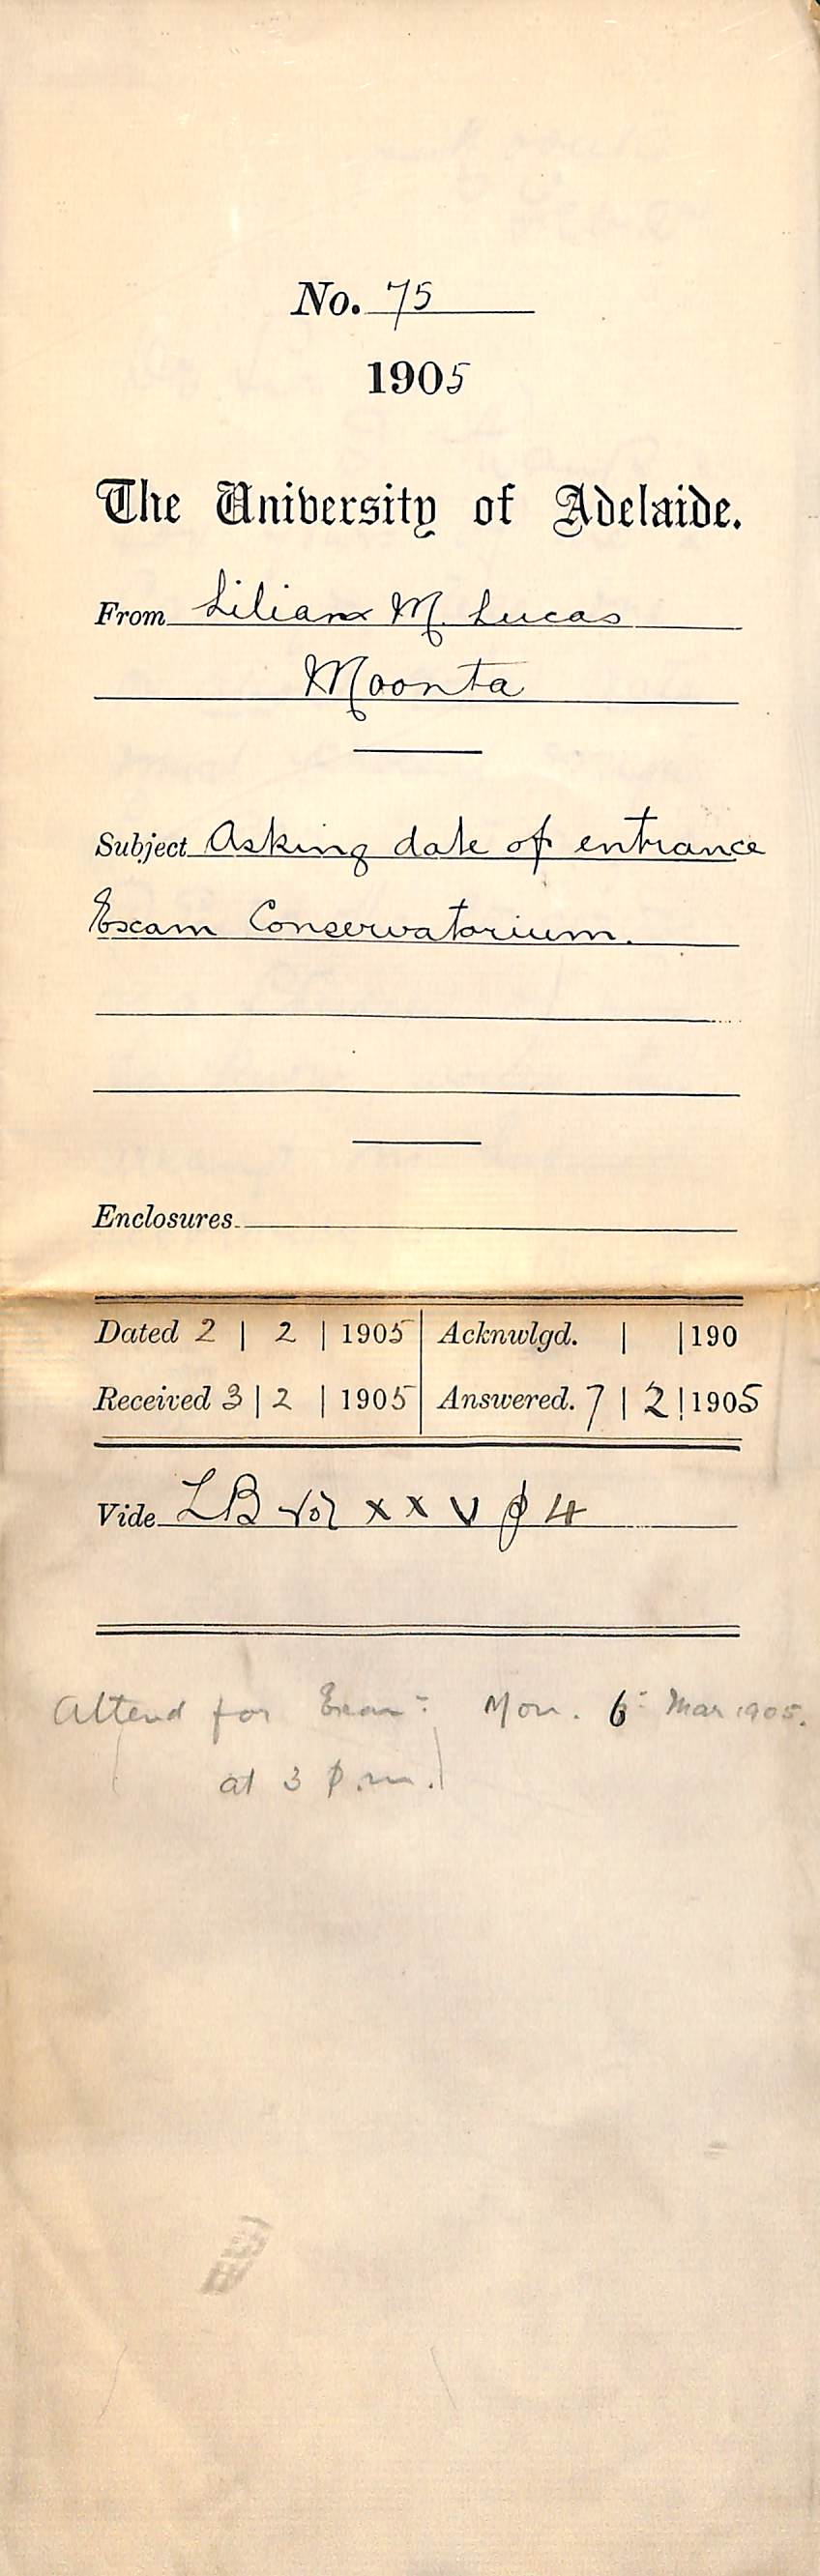 No. 75
1905
The University of Adelaide.
From Lilian M. Lucas
Moonta
Subject Asking date of entrance
Exam Conservatorium.
Enclosures
Dated 2 | 2 | 1905 | Acknwlgd. | | 190
Received 3 | 2 | 1905 | Answered. 7 | 2 | 1905
Vide LB Vol XXV p 4
Attend for Exam: Mon. 6: Mar 1905.
at 3 p.m.